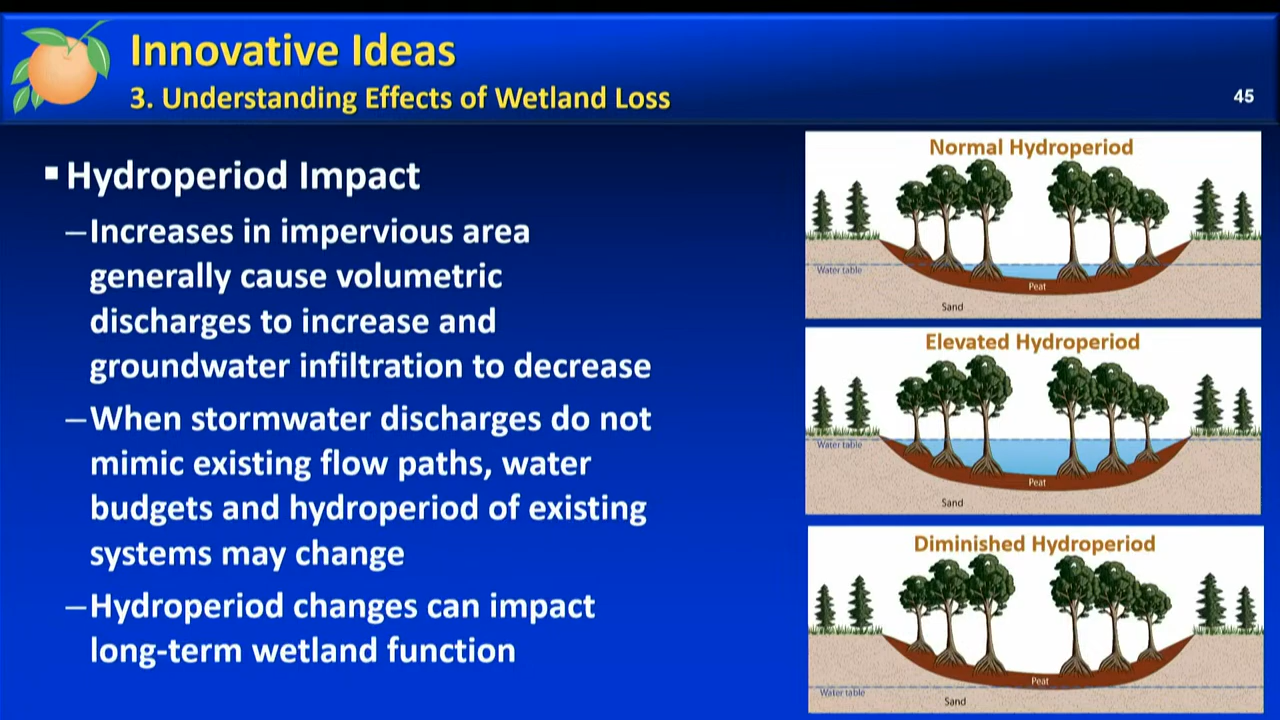 Innovative Ideas
3. Understanding Effects of Wetland Loss
45
▪ Hydroperiod Impact
–Increases in impervious area
generally cause volumetric
discharges to increase and
groundwater infiltration to decrease
–When stormwater discharges do not
mimic existing flow paths, water
budgets and hydroperiod of existing
systems may change
–Hydroperiod changes can impact
long-term wetland function
Normal Hydroperiod
Water table
Peat
Sand
Elevated Hydroperiod
Water table
Peat
Sand
Diminished Hydroperiod
Peat
Water table
Sand